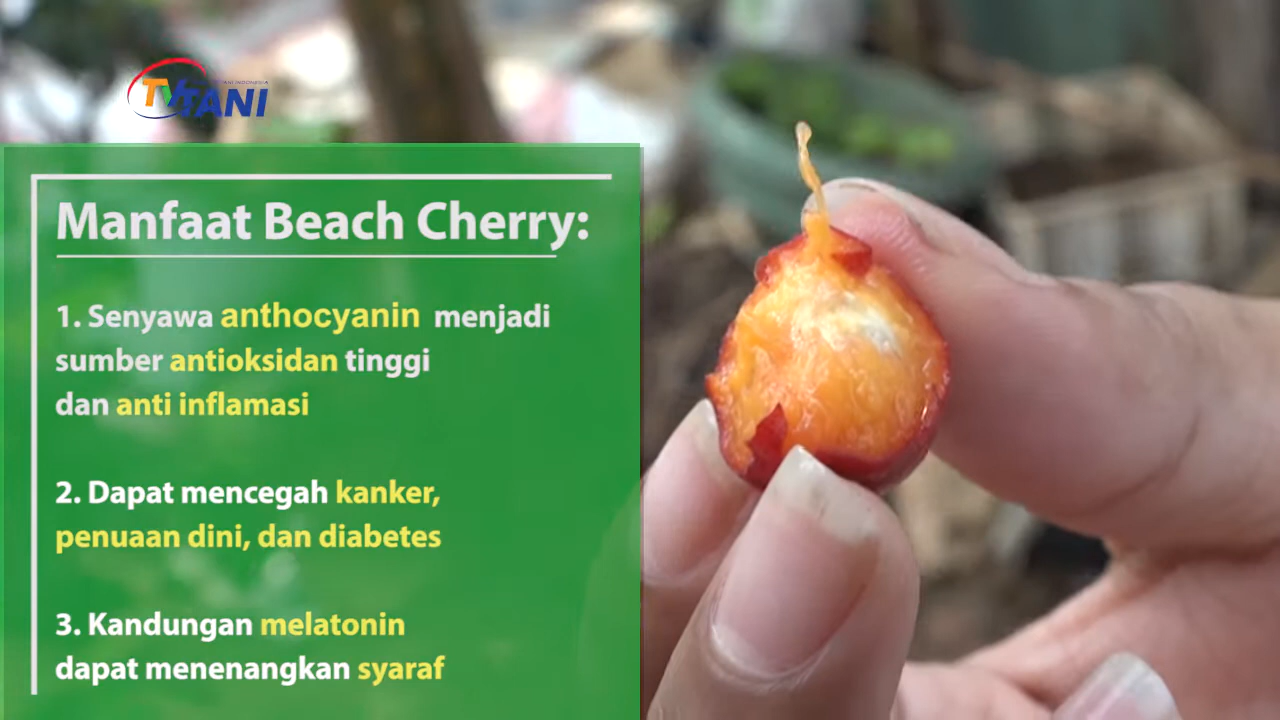 TVTANI
Manfaat Beach Cherry:
1. Senyawa anthocyanin menjadi
sumber antioksidan tinggi
dan anti inflamasi
2. Dapat mencegah kanker,
penuaan dini, dan diabetes
3. Kandungan melatonin
dapat menenangkan syaraf